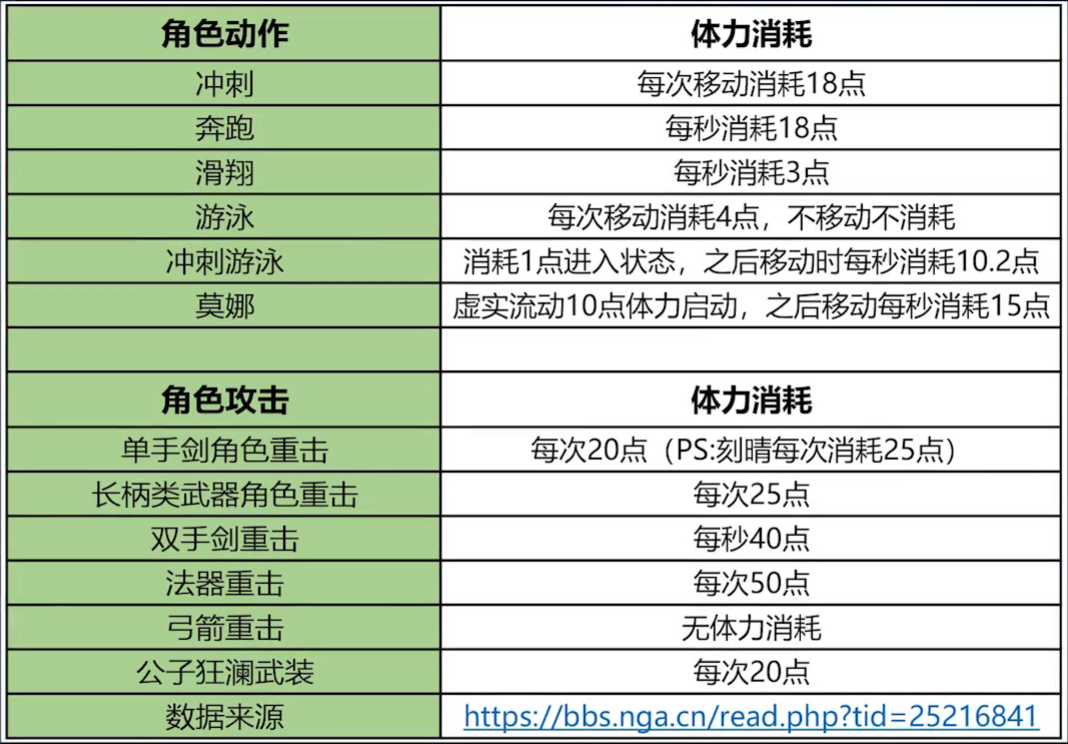 角色动作 体力消耗
冲刺 每次移动消耗18点
奔跑 每秒消耗18点
滑翔 每秒消耗3点
游泳 每次移动消耗4点，不移动不消耗
冲刺游泳 消耗1点进入状态，之后移动时每秒消耗10.2点
莫娜 虚实流动10点体力启动，之后移动每秒消耗15点
角色攻击 体力消耗
单手剑角色重击 每次20点（PS:刻晴每次消耗25点）
长柄类武器角色重击 每次25点
双手剑重击 每秒40点
法器重击 每次50点
弓箭重击 无体力消耗
公子狂澜武装 每次20点
数据来源 https://bbs.nga.cn/read.php?tid=25216841